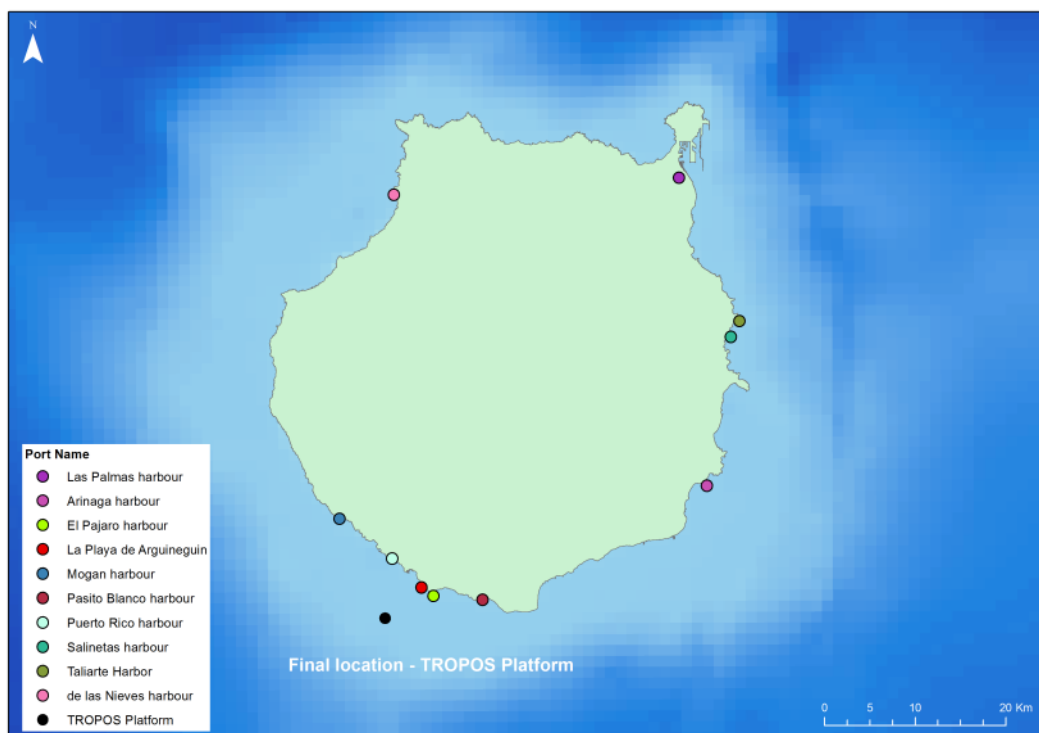 N
Port Name
Las Palmas harbour
Arinaga harbour
El Pajaro harbour
La Playa de Arguineguin
Mogan harbour
Pasito Blanco harbour
Puerto Rico harbour
Salinetas harbour
Taliarte Harbor
de las Nieves harbour
TROPOS Platform
Final location - TROPOS Platform
0 5 10 20 Km